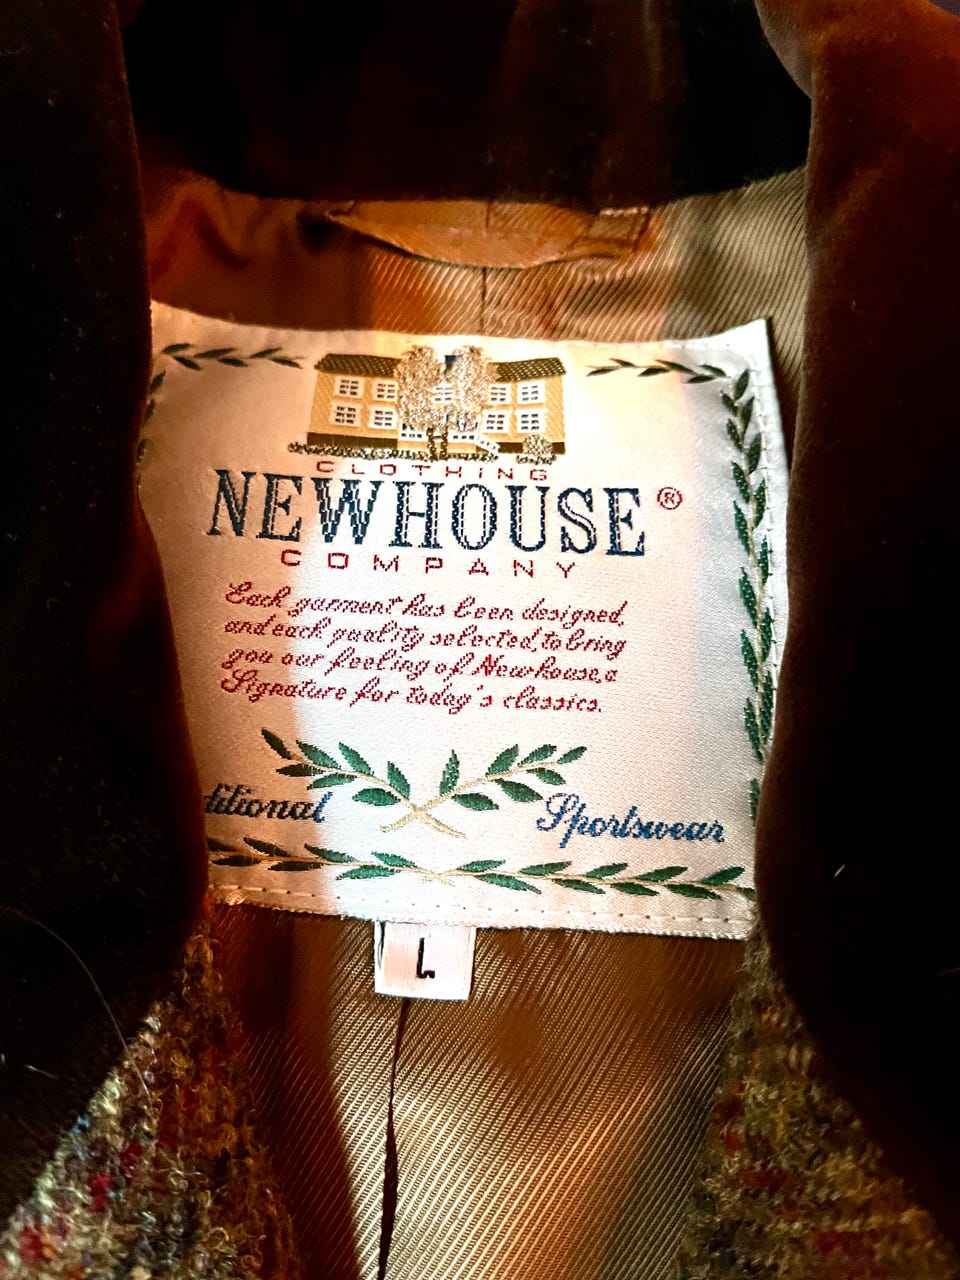 CLOTHING
NEWHOUSE®
COMPANY
Each garment has been designed,
and each quality selected, to bring
you our feeling of Newhouse, a
Signature for today's classics.
ditional Sportswear
L